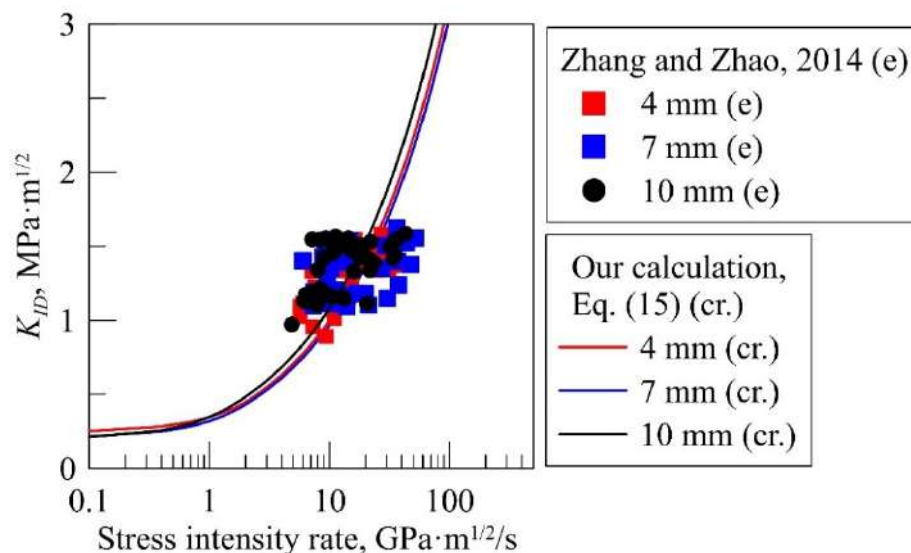 3
2
1
0
K_ID, MPa·m^1/2
0.1
1
10
100
Stress intensity rate, GPa·m^1/2/s
Zhang and Zhao, 2014 (e)
4 mm (e)
7 mm (e)
10 mm (e)
Our calculation,
Eq. (15) (cr.)
4 mm (cr.)
7 mm (cr.)
10 mm (cr.)